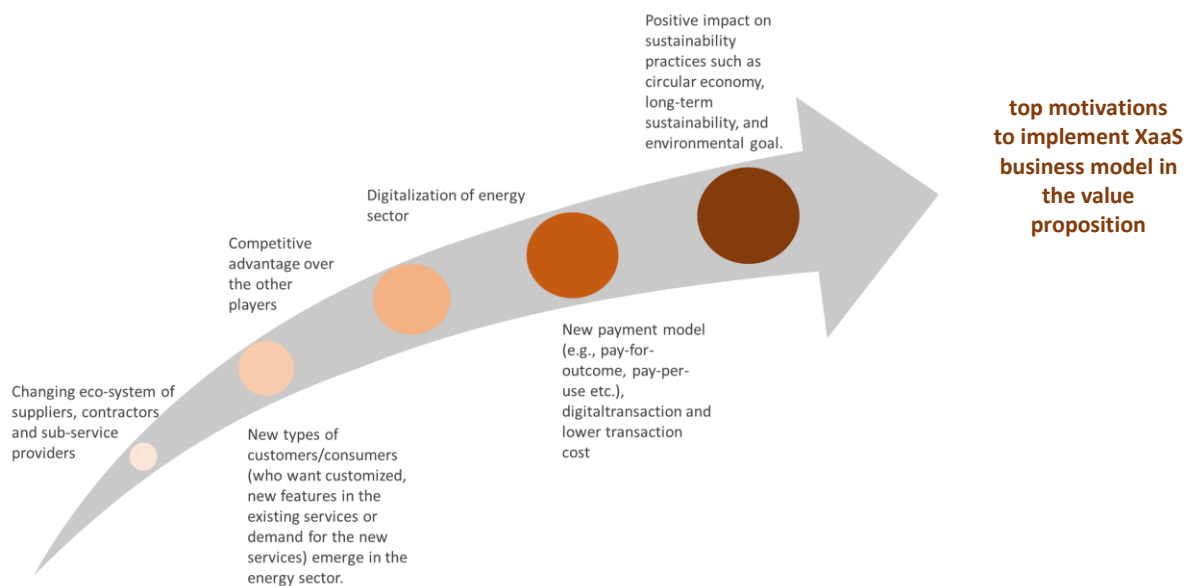 Positive impact on
sustainability
practices such as
circular economy,
long-term
sustainability, and
environmental goal.
top motivations
to implement XaaS
business model in
the value
proposition
Digitalization of energy
sector
Competitive
advantage over
the other
players
New payment model
(e.g., pay-for-
outcome, pay-per-
use etc.),
digitaltransaction and
lower transaction
cost
Changing eco-system of
suppliers, contractors
and sub-service
providers
New types of
customers/consumers
(who want customized,
new features in the
existing services or
demand for the new
services) emerge in the
energy sector.